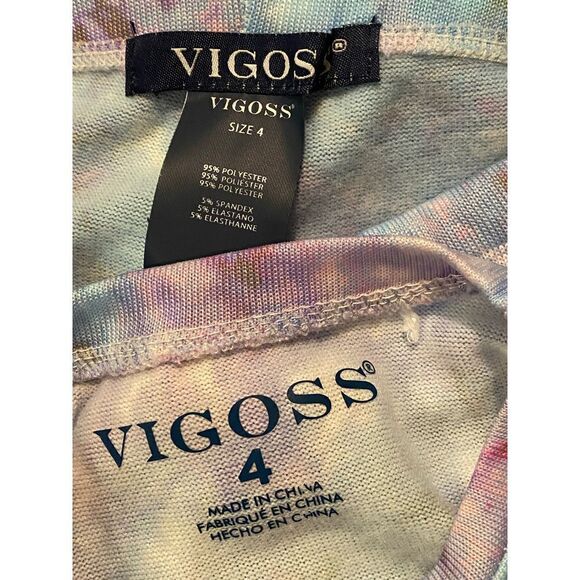 VIGOSS®
VIGOSS®
SIZE 4
95% POLYESTER
95% POLIESTER
95% POLYESTER
5% SPANDEX
5% ELASTANO
5% ELASTHANNE
VIGOSS®
4
MADE IN CHINA
FABRIQUÉ EN CHINA
HECHO EN CHINA